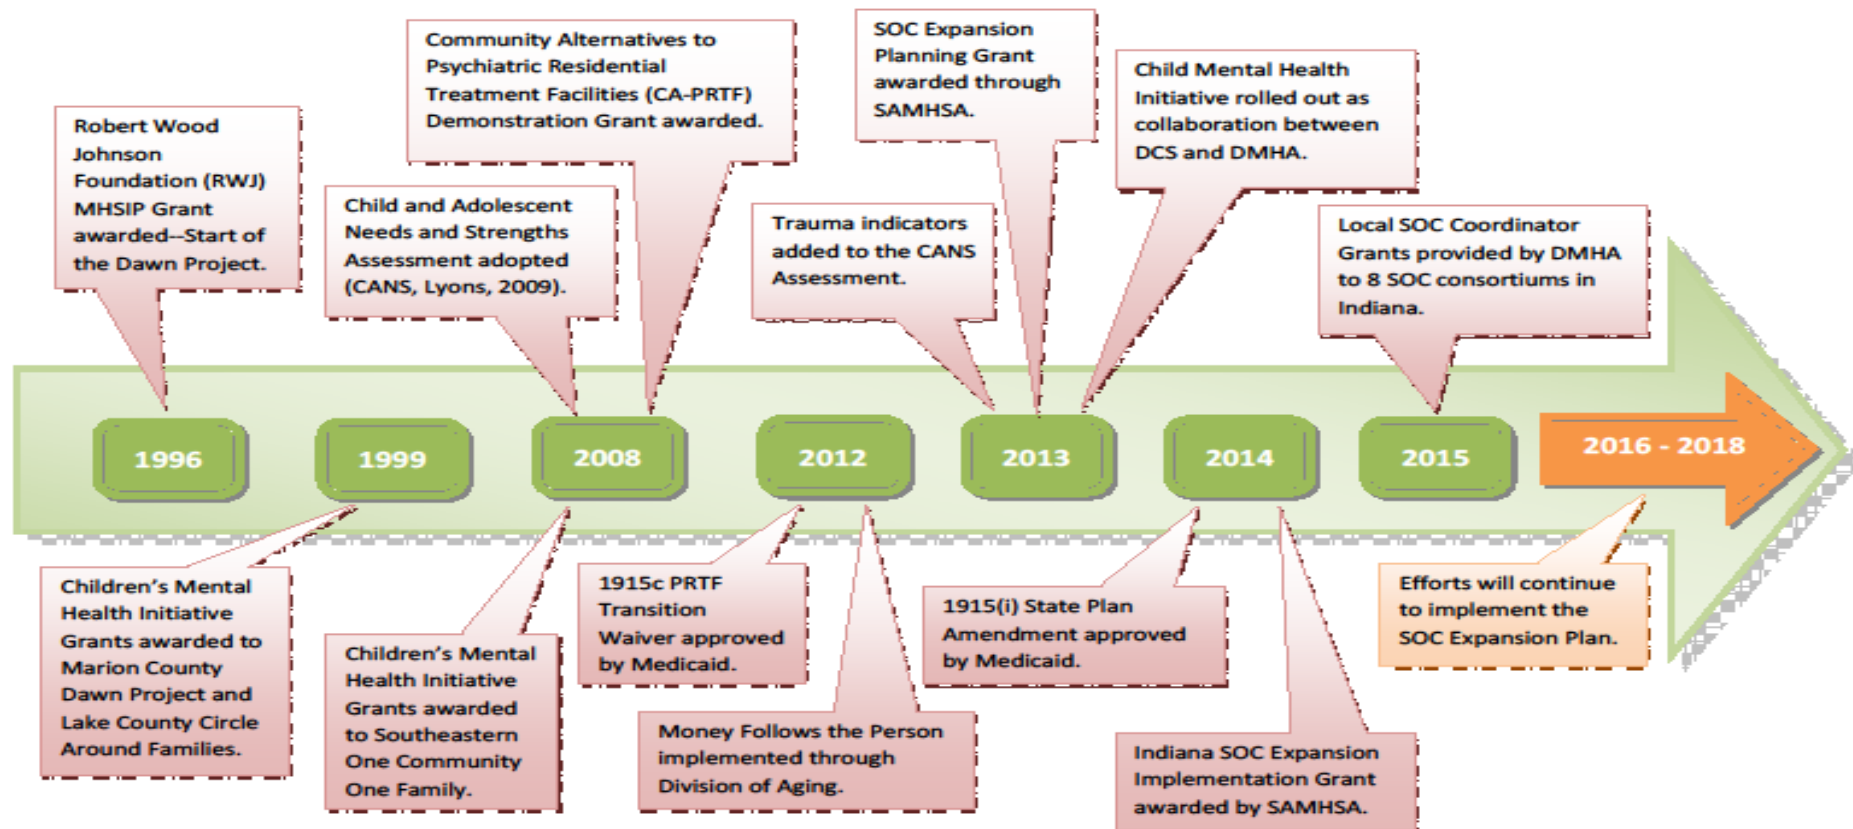 Robert Wood
Johnson
Foundation (RWJ)
MHSIP Grant
awarded--Start of
the Dawn Project.
Child and Adolescent
Needs and Strengths
Assessment adopted
(CANS, Lyons, 2009).
Community Alternatives to
Psychiatric Residential
Treatment Facilities (CA-PRTF)
Demonstration Grant awarded.
Trauma indicators
added to the CANS
Assessment.
SOC Expansion
Planning Grant
awarded through
SAMHSA.
Child Mental Health
Initiative rolled out as
collaboration between
DCS and DMHA.
Local SOC Coordinator
Grants provided by DMHA
to 8 SOC consortiums in
Indiana.
1996
1999
2008
2012
2013
2014
2015
2016 - 2018
Children’s Mental
Health Initiative
Grants awarded to
Marion County
Dawn Project and
Lake County Circle
Around Families.
Children’s Mental
Health Initiative
Grants awarded
to Southeastern
One Community
One Family.
1915c PRTF
Transition
Waiver approved
by Medicaid.
Money Follows the Person
implemented through
Division of Aging.
1915(i) State Plan
Amendment approved
by Medicaid.
Indiana SOC Expansion
Implementation Grant
awarded by SAMHSA.
Efforts will continue
to implement the
SOC Expansion Plan.